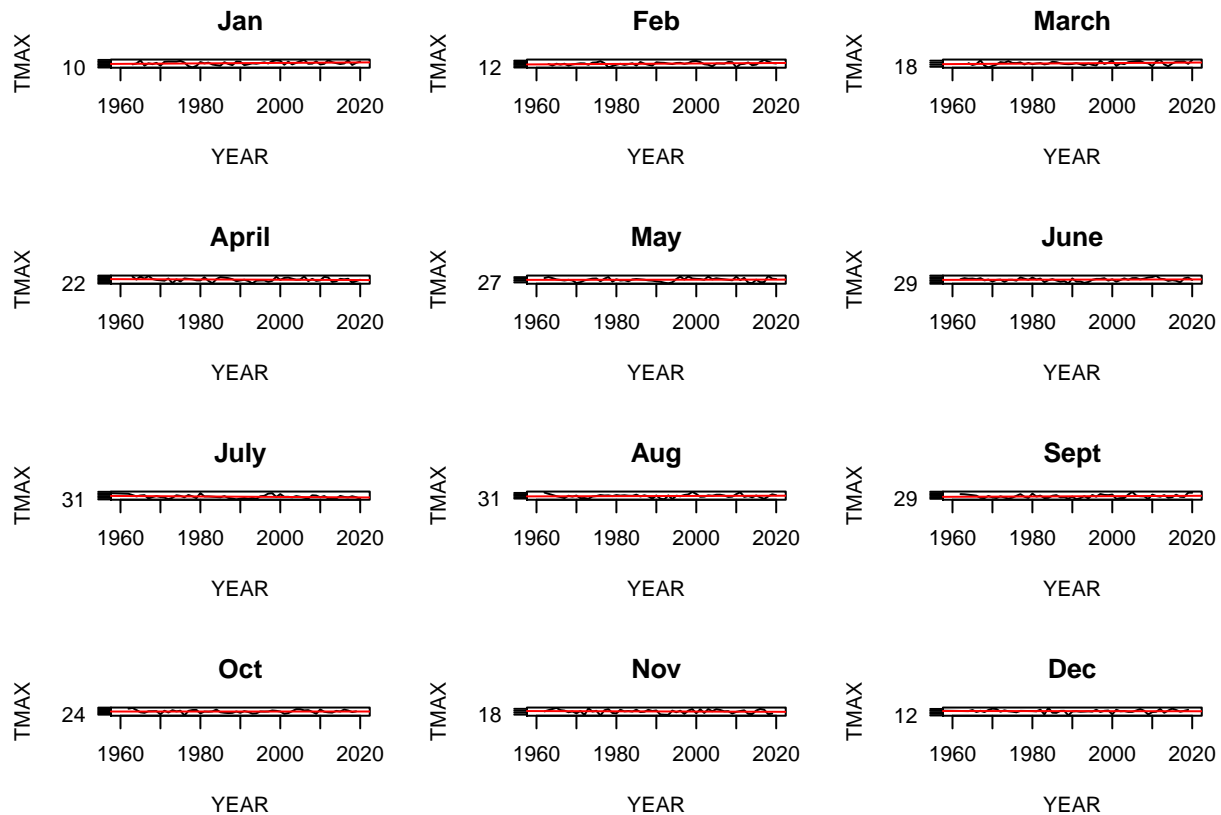 Jan Feb March
TMAX TMAX TMAX
10 12 18
1960 1980 2000 2020 1960 1980 2000 2020 1960 1980 2000 2020
YEAR YEAR YEAR
April May June
TMAX TMAX TMAX
22 27 29
1960 1980 2000 2020 1960 1980 2000 2020 1960 1980 2000 2020
YEAR YEAR YEAR
July Aug Sept
TMAX TMAX TMAX
31 31 29
1960 1980 2000 2020 1960 1980 2000 2020 1960 1980 2000 2020
YEAR YEAR YEAR
Oct Nov Dec
TMAX TMAX TMAX
24 18 12
1960 1980 2000 2020 1960 1980 2000 2020 1960 1980 2000 2020
YEAR YEAR YEAR